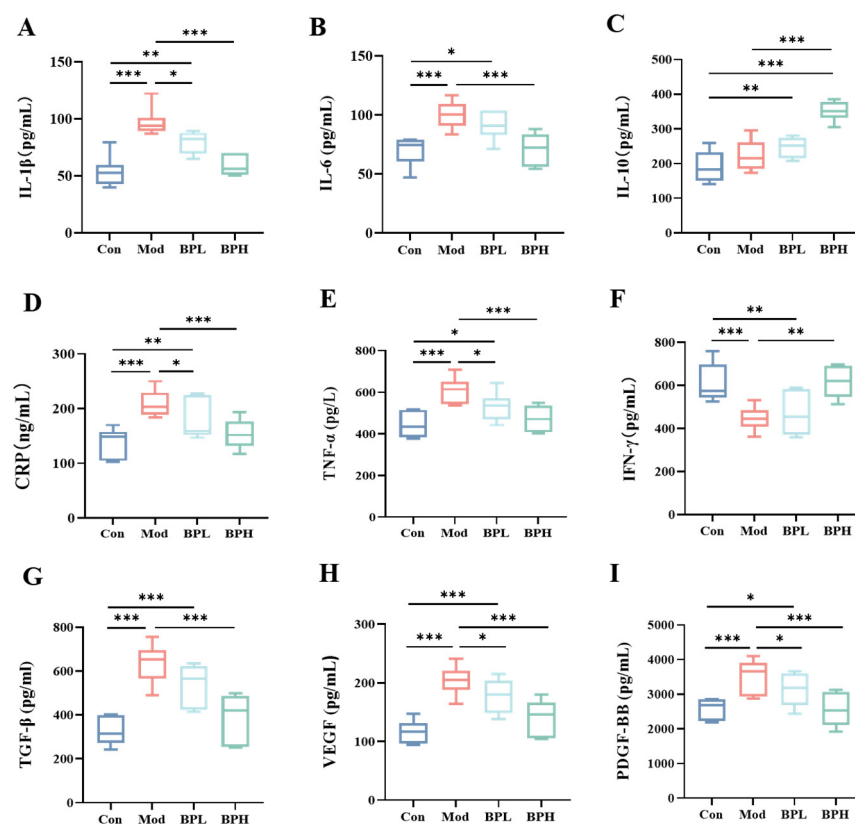 A
IL-1β(pg/mL)
150
100
50
0
***
**
***
*
Con Mod BPL BPH
B
IL-6 (pg/mL)
150
100
50
0
*
***
***
Con Mod BPL BPH
C
IL-10(pg/mL)
500
400
300
200
100
0
***
***
**
Con Mod BPL BPH
D
CRP(ng/mL)
300
200
100
0
***
**
***
*
Con Mod BPL BPH
E
TNF-α (pg/L)
800
600
400
200
0
***
*
***
*
Con Mod BPL BPH
F
IFN-γ(pg/mL)
800
600
400
200
0
**
***
**
Con Mod BPL BPH
G
TGF-β (pg/ml)
800
600
400
200
0
***
***
***
Con Mod BPL BPH
H
VEGF (pg/mL)
300
200
100
0
***
***
***
*
Con Mod BPL BPH
I
PDGF-BB (pg/mL)
5000
4000
3000
2000
1000
0
*
***
***
*
Con Mod BPL BPH